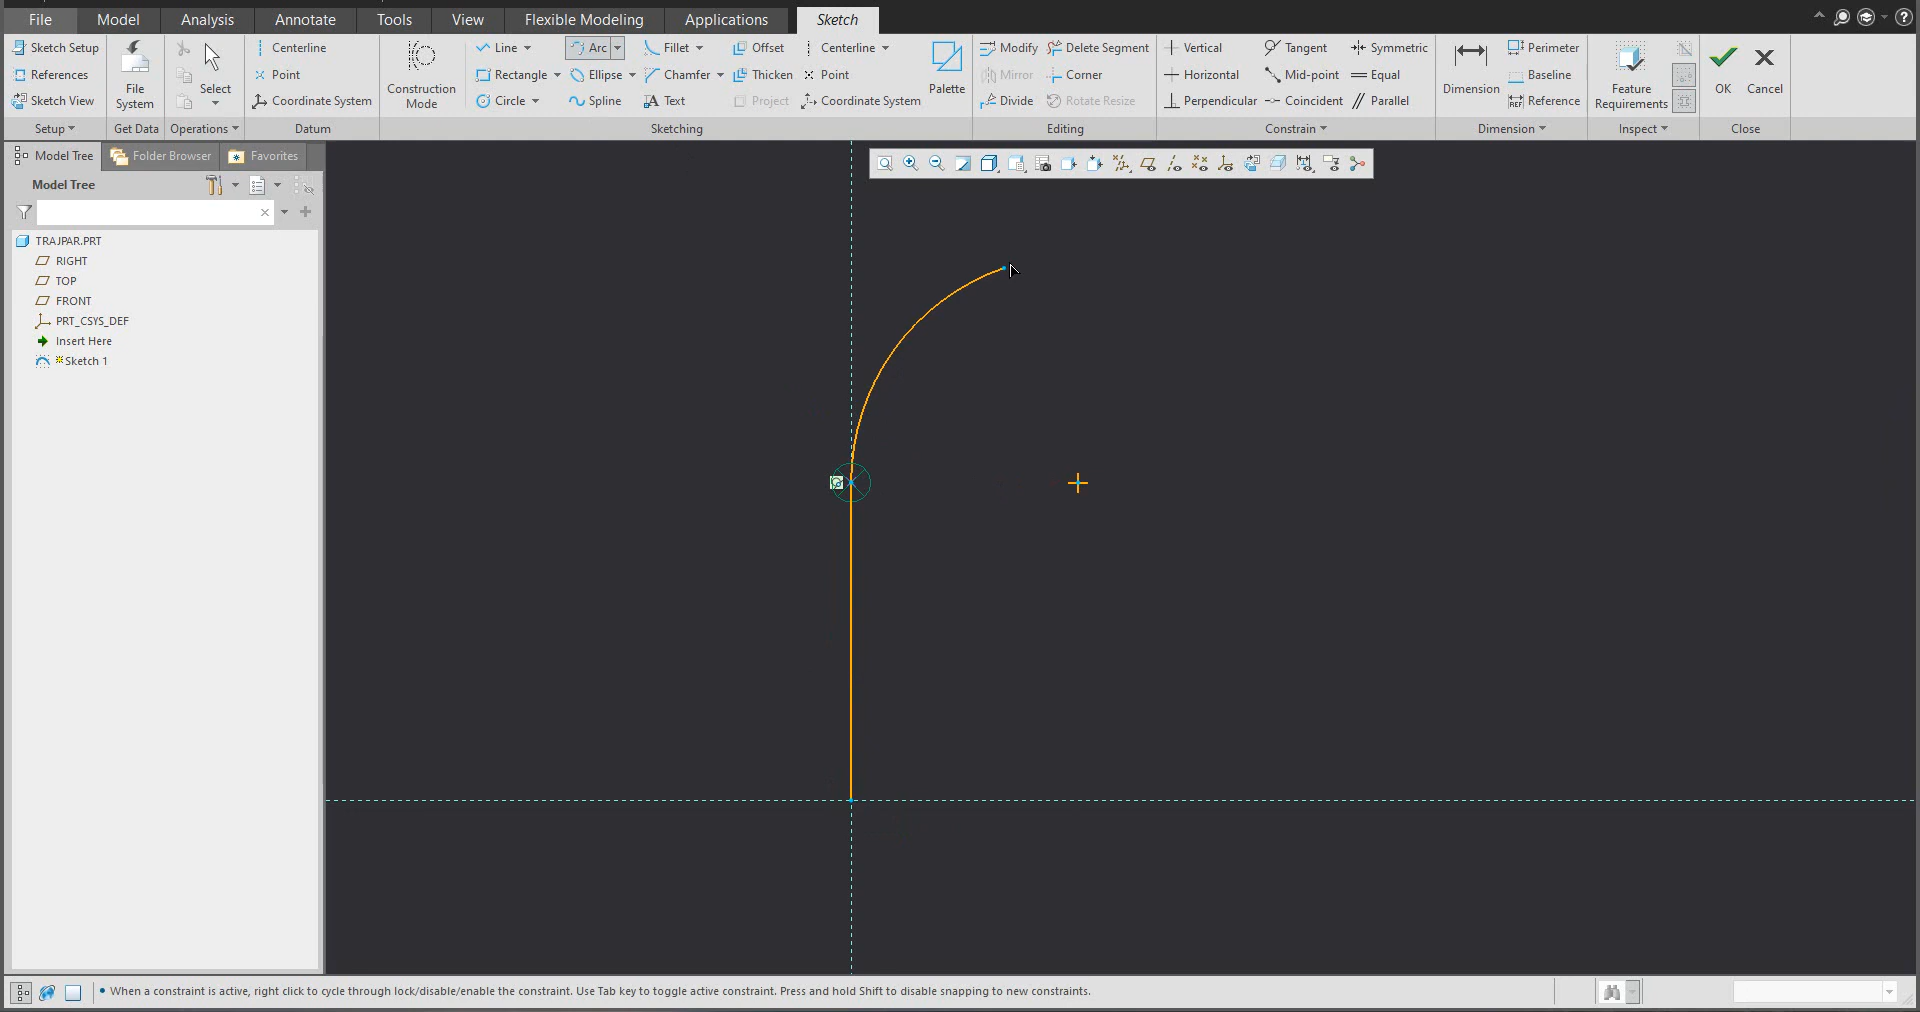 File Model Analysis Annotate Tools View Flexible Modeling Applications Sketch
Sketch Setup Centerline Line Arc Fillet Offset Centerline Modify Delete Segment Vertical Tangent Symmetric Perimeter
References Point Rectangle Ellipse Chamfer Thicken Point Mirror Corner Horizontal Mid-point Equal Baseline
Sketch View File System Select Coordinate System Construction Mode Circle Spline Text Project Coordinate System Palette Divide Rotate Resize Perpendicular Coincident Parallel Dimension Reference Feature Requirements OK Cancel
Setup Get Data Operations Datum Sketching Editing Constrain Dimension Inspect Close
Model Tree Folder Browser Favorites
Model Tree
TRAJPAR.PRT
RIGHT
TOP
FRONT
PRT_CSYS_DEF
Insert Here
Sketch 1
When a constraint is active, right click to cycle through lock/disable/enable the constraint. Use Tab key to toggle active constraint. Press and hold Shift to disable snapping to new constraints.